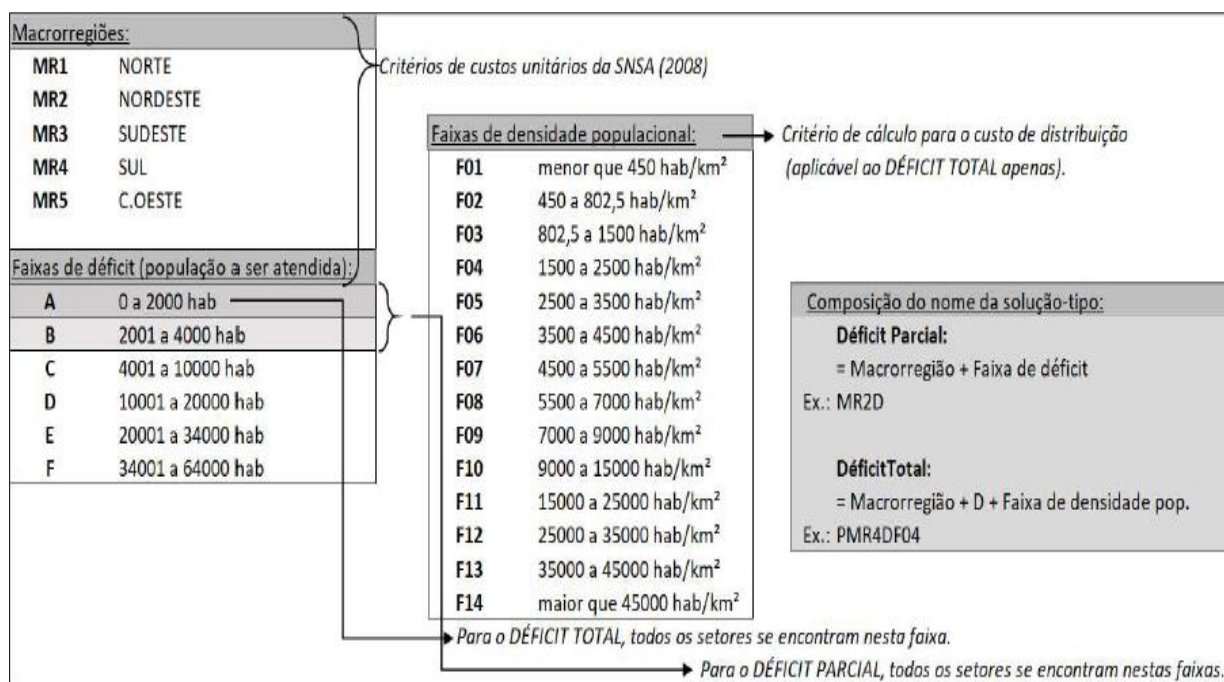 Macrorregiões:
MR1 NORTE
MR2 NORDESTE
MR3 SUDESTE
MR4 SUL
MR5 C.OESTE
Critérios de custos unitários da SNSA (2008)
Faixas de déficit (população a ser atendida):
A 0 a 2000 hab
B 2001 a 4000 hab
C 4001 a 10000 hab
D 10001 a 20000 hab
E 20001 a 34000 hab
F 34001 a 64000 hab
Faixas de densidade populacional:
F01 menor que 450 hab/km²
F02 450 a 802,5 hab/km²
F03 802,5 a 1500 hab/km²
F04 1500 a 2500 hab/km²
F05 2500 a 3500 hab/km²
F06 3500 a 4500 hab/km²
F07 4500 a 5500 hab/km²
F08 5500 a 7000 hab/km²
F09 7000 a 9000 hab/km²
F10 9000 a 15000 hab/km²
F11 15000 a 25000 hab/km²
F12 25000 a 35000 hab/km²
F13 35000 a 45000 hab/km²
F14 maior que 45000 hab/km²
Critério de cálculo para o custo de distribuição
(aplicável ao DÉFICIT TOTAL apenas).
Composição do nome da solução-tipo:
Déficit Parcial:
= Macrorregião + Faixa de déficit
Ex.: MR2D
DéficitTotal:
= Macrorregião + D + Faixa de densidade pop.
Ex.: PMR4DF04
Para o DÉFICIT TOTAL, todos os setores se encontram nesta faixa.
Para o DÉFICIT PARCIAL, todos os setores se encontram nestas faixas.